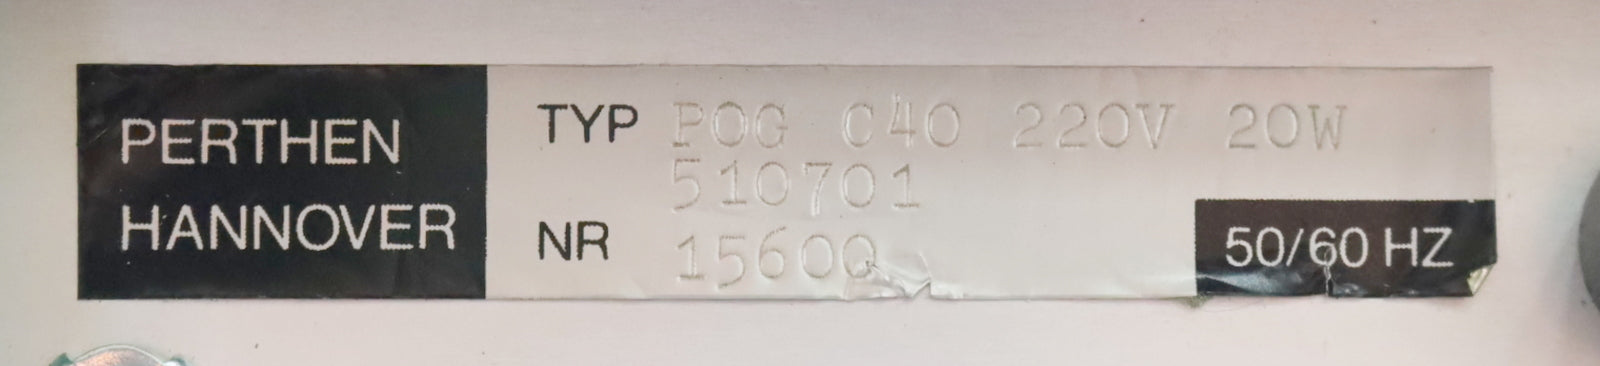 PERTHEN
HANNOVER
TYP POG C40 220V 20W
510701
NR 15600
50/60 HZ